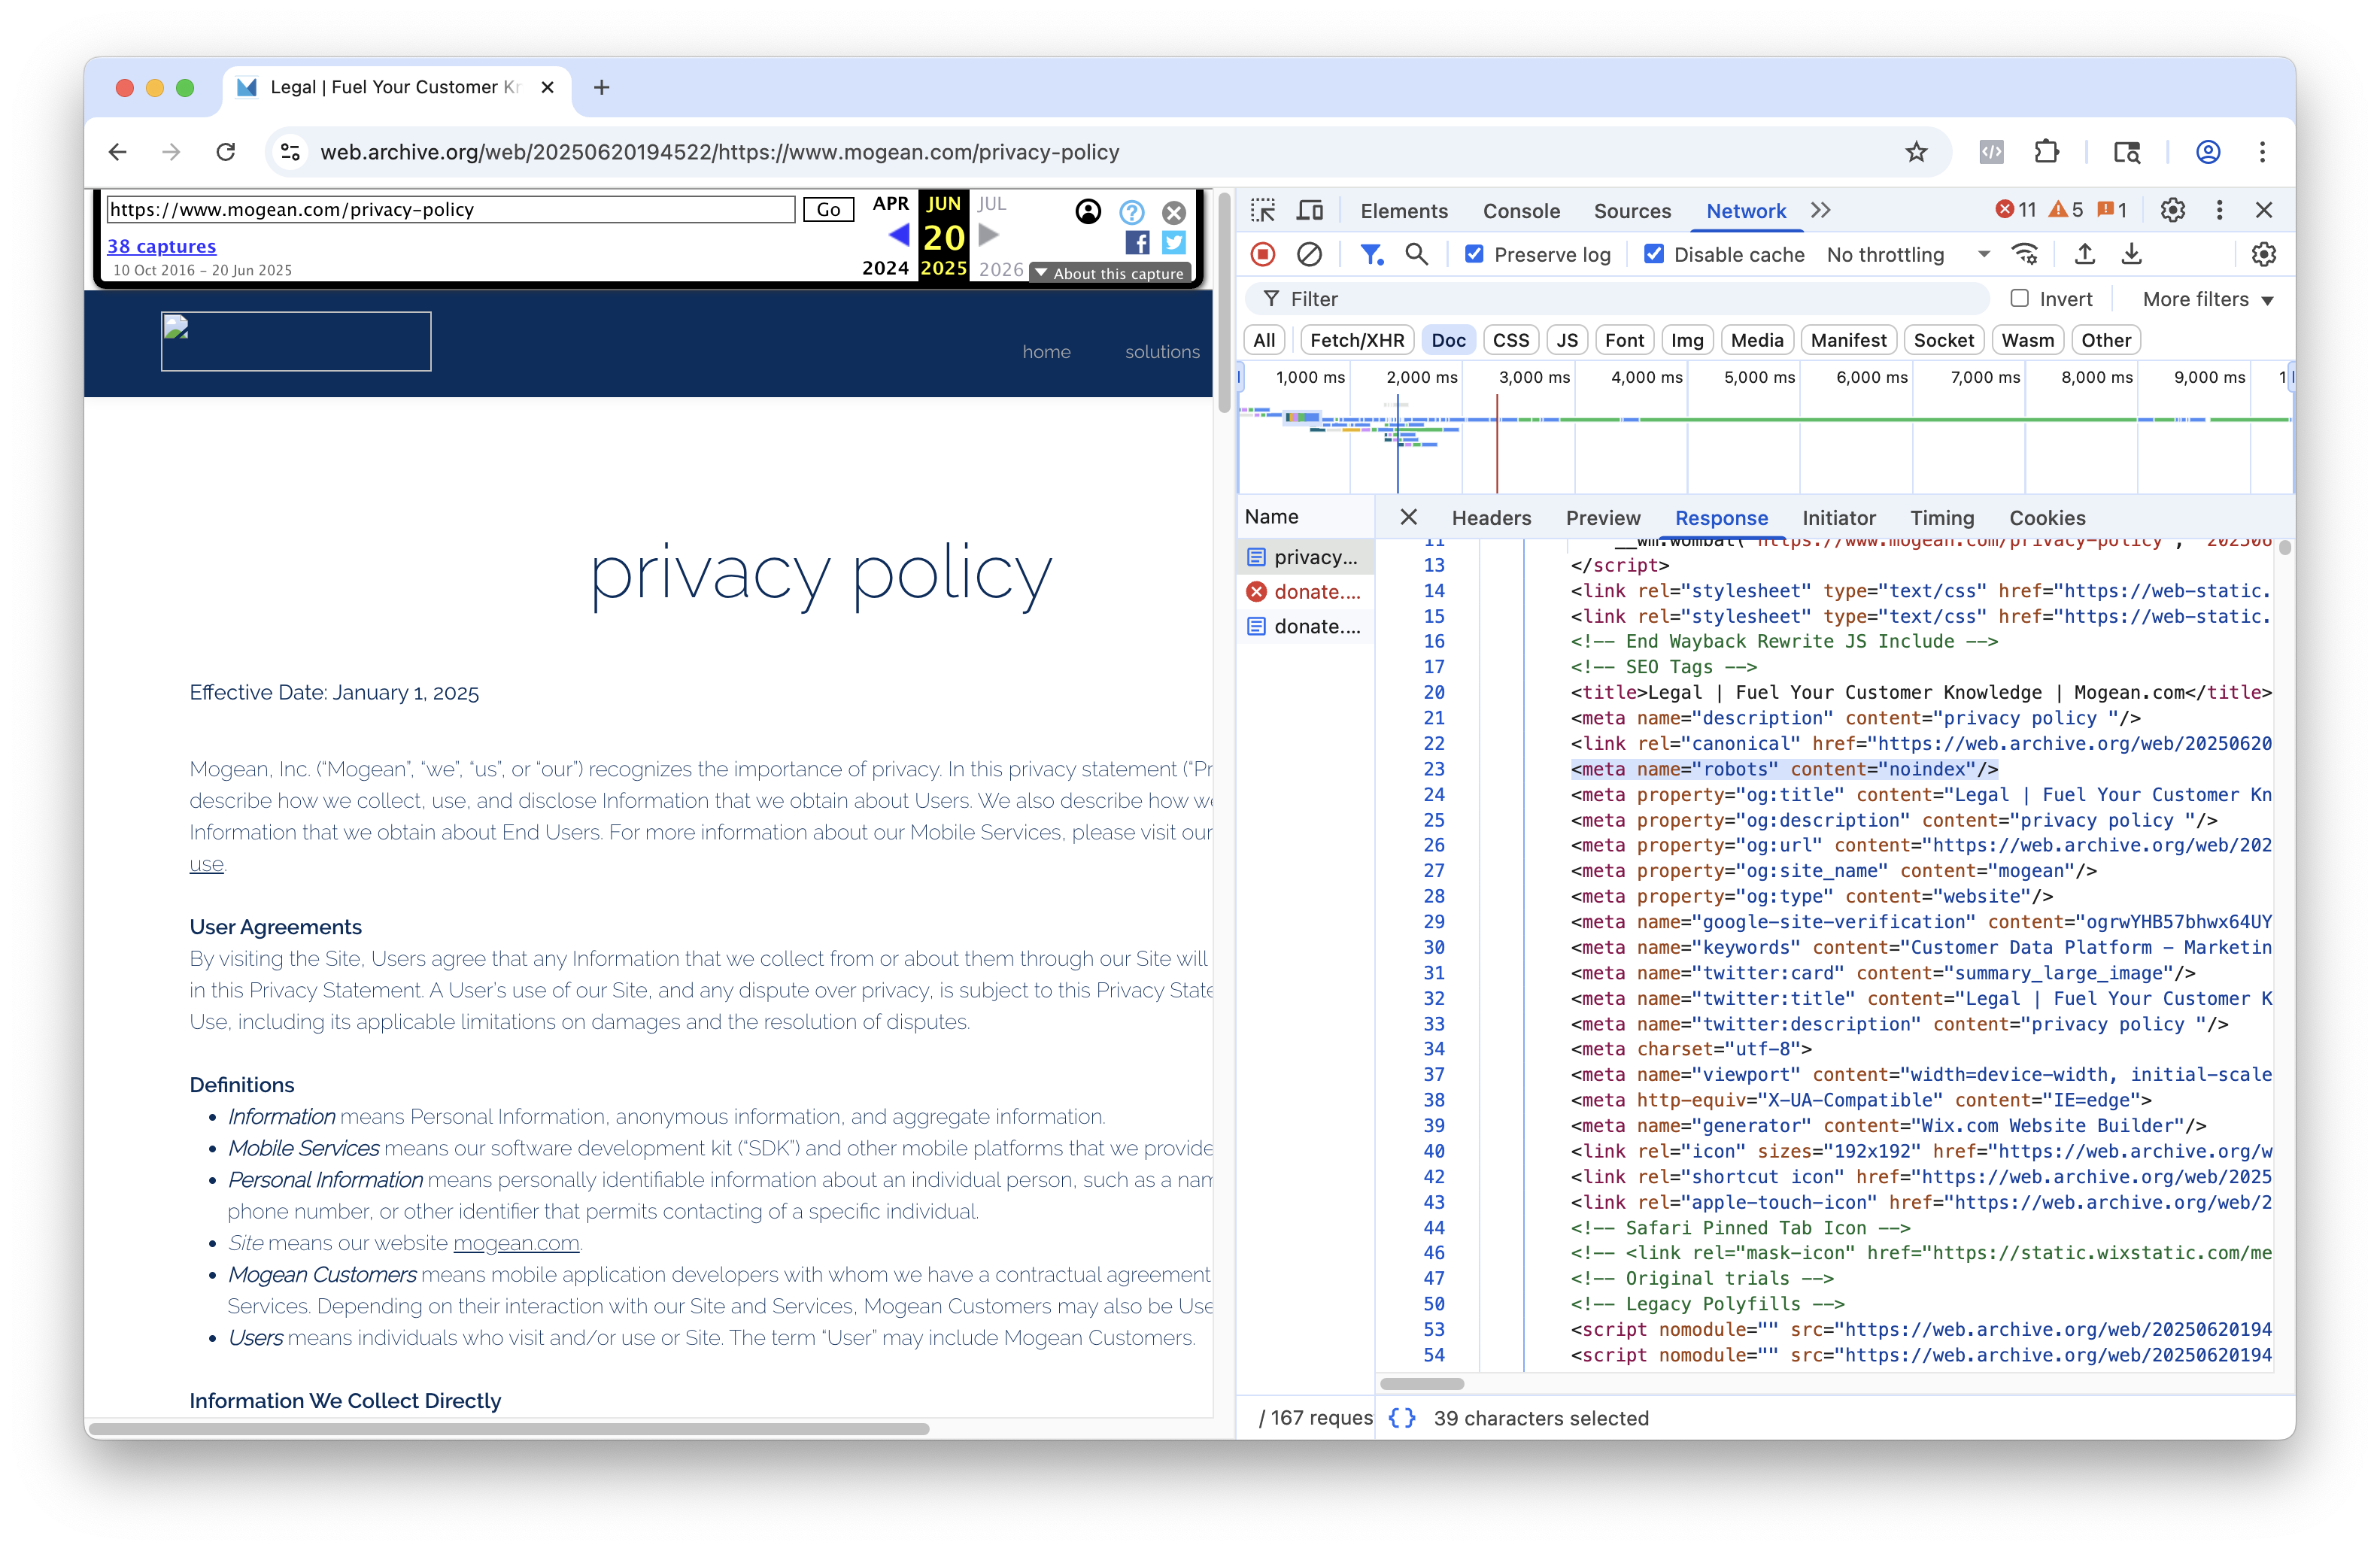 Legal | Fuel Your Customer Kn
web.archive.org/web/20250620194522/https://www.mogean.com/privacy-policy
https://www.mogean.com/privacy-policy
Go
APR
JUN
JUL
38 captures
20
10 Oct 2016 – 20 Jun 2025
2024
2025
2026
About this capture
home
solutions
privacy policy
Effective Date: January 1, 2025
Mogean, Inc. (“Mogean”, “we”, “us”, or “our”) recognizes the importance of privacy. In this privacy statement (“Pr
describe how we collect, use, and disclose Information that we obtain about Users. We also describe how we
Information that we obtain about End Users. For more information about our Mobile Services, please visit our
use.
User Agreements
By visiting the Site, Users agree that any Information that we collect from or about them through our Site will
in this Privacy Statement. A User’s use of our Site, and any dispute over privacy, is subject to this Privacy State
Use, including its applicable limitations on damages and the resolution of disputes.
Definitions
• Information means Personal Information, anonymous information, and aggregate information.
• Mobile Services means our software development kit (“SDK”) and other mobile platforms that we provide
• Personal Information means personally identifiable information about an individual person, such as a nam
phone number, or other identifier that permits contacting of a specific individual.
• Site means our website mogean.com.
• Mogean Customers means mobile application developers with whom we have a contractual agreement
Services. Depending on their interaction with our Site and Services, Mogean Customers may also be Use
• Users means individuals who visit and/or use or Site. The term “User” may include Mogean Customers.
Information We Collect Directly
Elements Console Sources Network 11 5 1
Preserve log Disable cache No throttling
Filter Invert More filters
All Fetch/XHR Doc CSS JS Font Img Media Manifest Socket Wasm Other
1,000 ms 2,000 ms 3,000 ms 4,000 ms 5,000 ms 6,000 ms 7,000 ms 8,000 ms 9,000 ms 1
Name Headers Preview Response Initiator Timing Cookies
privacy...
donate....
donate....
11 __wm.wombat("https://www.mogean.com/privacy-policy", "202506
13 </script>
14 <link rel="stylesheet" type="text/css" href="https://web-static.
15 <link rel="stylesheet" type="text/css" href="https://web-static.
16 <!-- End Wayback Rewrite JS Include -->
17 <!-- SEO Tags -->
20 <title>Legal | Fuel Your Customer Knowledge | Mogean.com</title>
21 <meta name="description" content="privacy policy "/>
22 <link rel="canonical" href="https://web.archive.org/web/20250620
23 <meta name="robots" content="noindex"/>
24 <meta property="og:title" content="Legal | Fuel Your Customer Kn
25 <meta property="og:description" content="privacy policy "/>
26 <meta property="og:url" content="https://web.archive.org/web/202
27 <meta property="og:site_name" content="mogean"/>
28 <meta property="og:type" content="website"/>
29 <meta name="google-site-verification" content="ogrwYHB57bhwx64UY
30 <meta name="keywords" content="Customer Data Platform – Marketin
31 <meta name="twitter:card" content="summary_large_image"/>
32 <meta name="twitter:title" content="Legal | Fuel Your Customer K
33 <meta name="twitter:description" content="privacy policy "/>
34 <meta charset="utf-8">
37 <meta name="viewport" content="width=device-width, initial-scale
38 <meta http-equiv="X-UA-Compatible" content="IE=edge">
39 <meta name="generator" content="Wix.com Website Builder"/>
40 <link rel="icon" sizes="192x192" href="https://web.archive.org/w
42 <link rel="shortcut icon" href="https://web.archive.org/web/2025
43 <link rel="apple-touch-icon" href="https://web.archive.org/web/2
44 <!-- Safari Pinned Tab Icon -->
46 <!-- <link rel="mask-icon" href="https://static.wixstatic.com/me
47 <!-- Original trials -->
50 <!-- Legacy Polyfills -->
53 <script nomodule="" src="https://web.archive.org/web/20250620194
54 <script nomodule="" src="https://web.archive.org/web/20250620194
/ 167 reques {} 39 characters selected